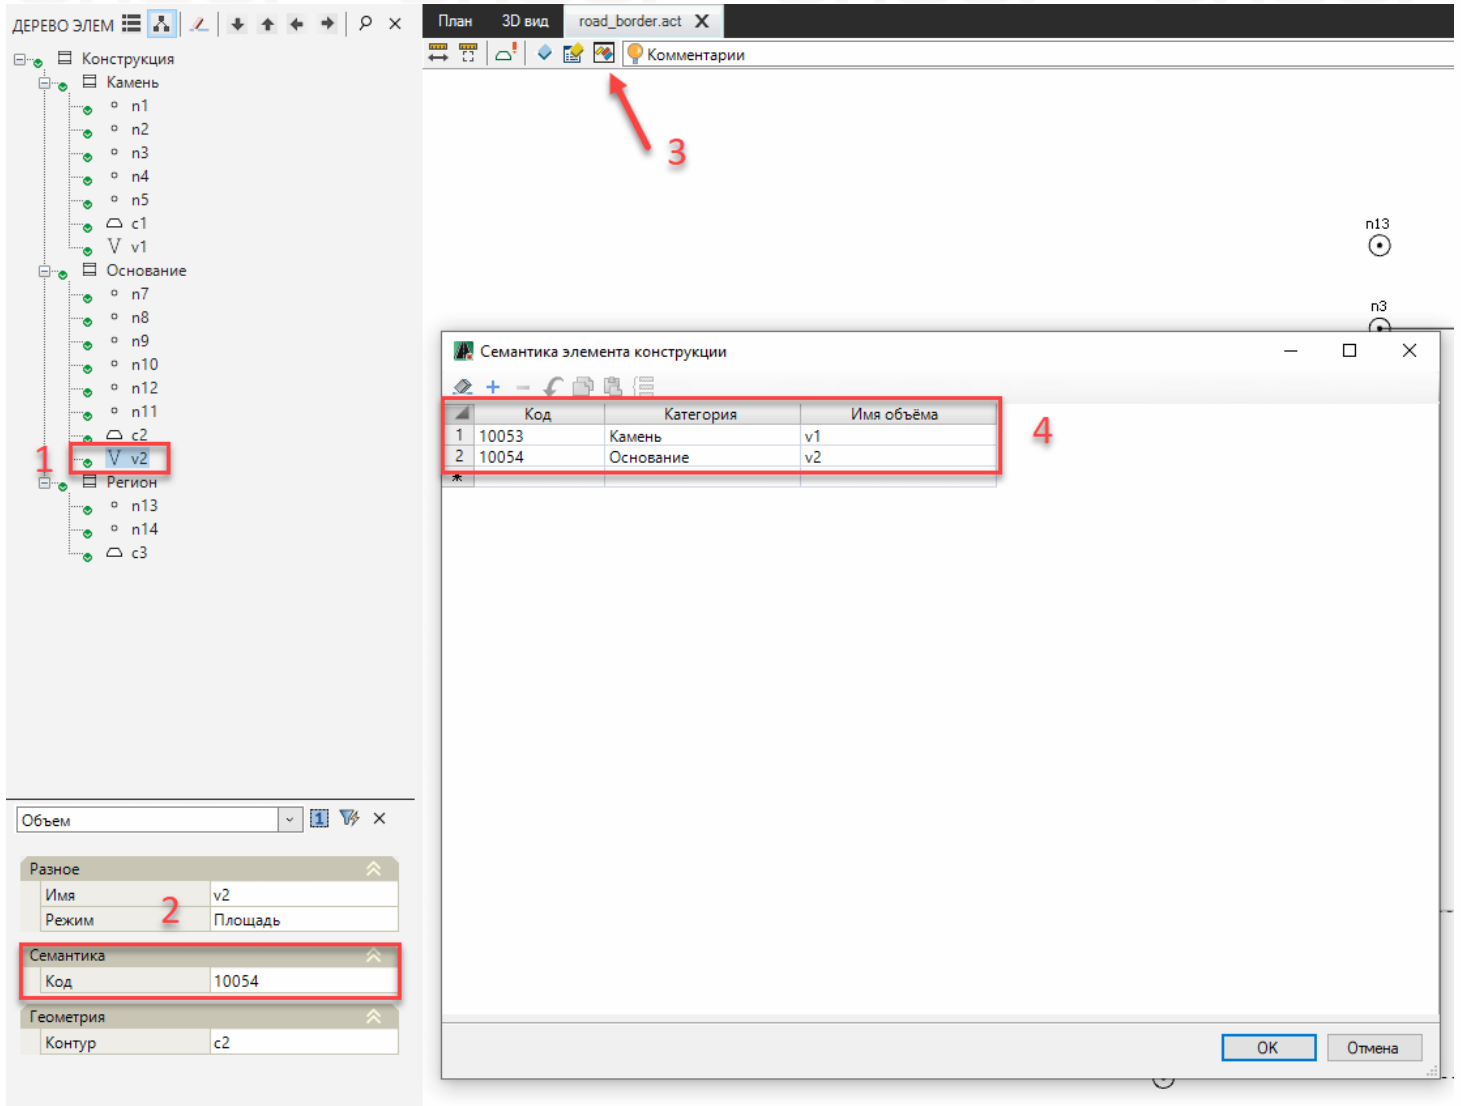 ДЕРЕВО ЭЛЕМ
Конструкция
Камень
n1
n2
n3
n4
n5
c1
v1
Основание
n7
n8
n9
n10
n12
n11
c2
1
v2
Регион
n13
n14
c3
Объем
1
Разное
Имя v2
Режим Площадь
2
Семантика
Код 10054
Геометрия
Контур c2
План 3D вид road_border.act
Комментарии
3
n13
n3
Семантика элемента конструкции
Код Категория Имя объёма
1 10053 Камень v1
2 10054 Основание v2
4
OK Отмена